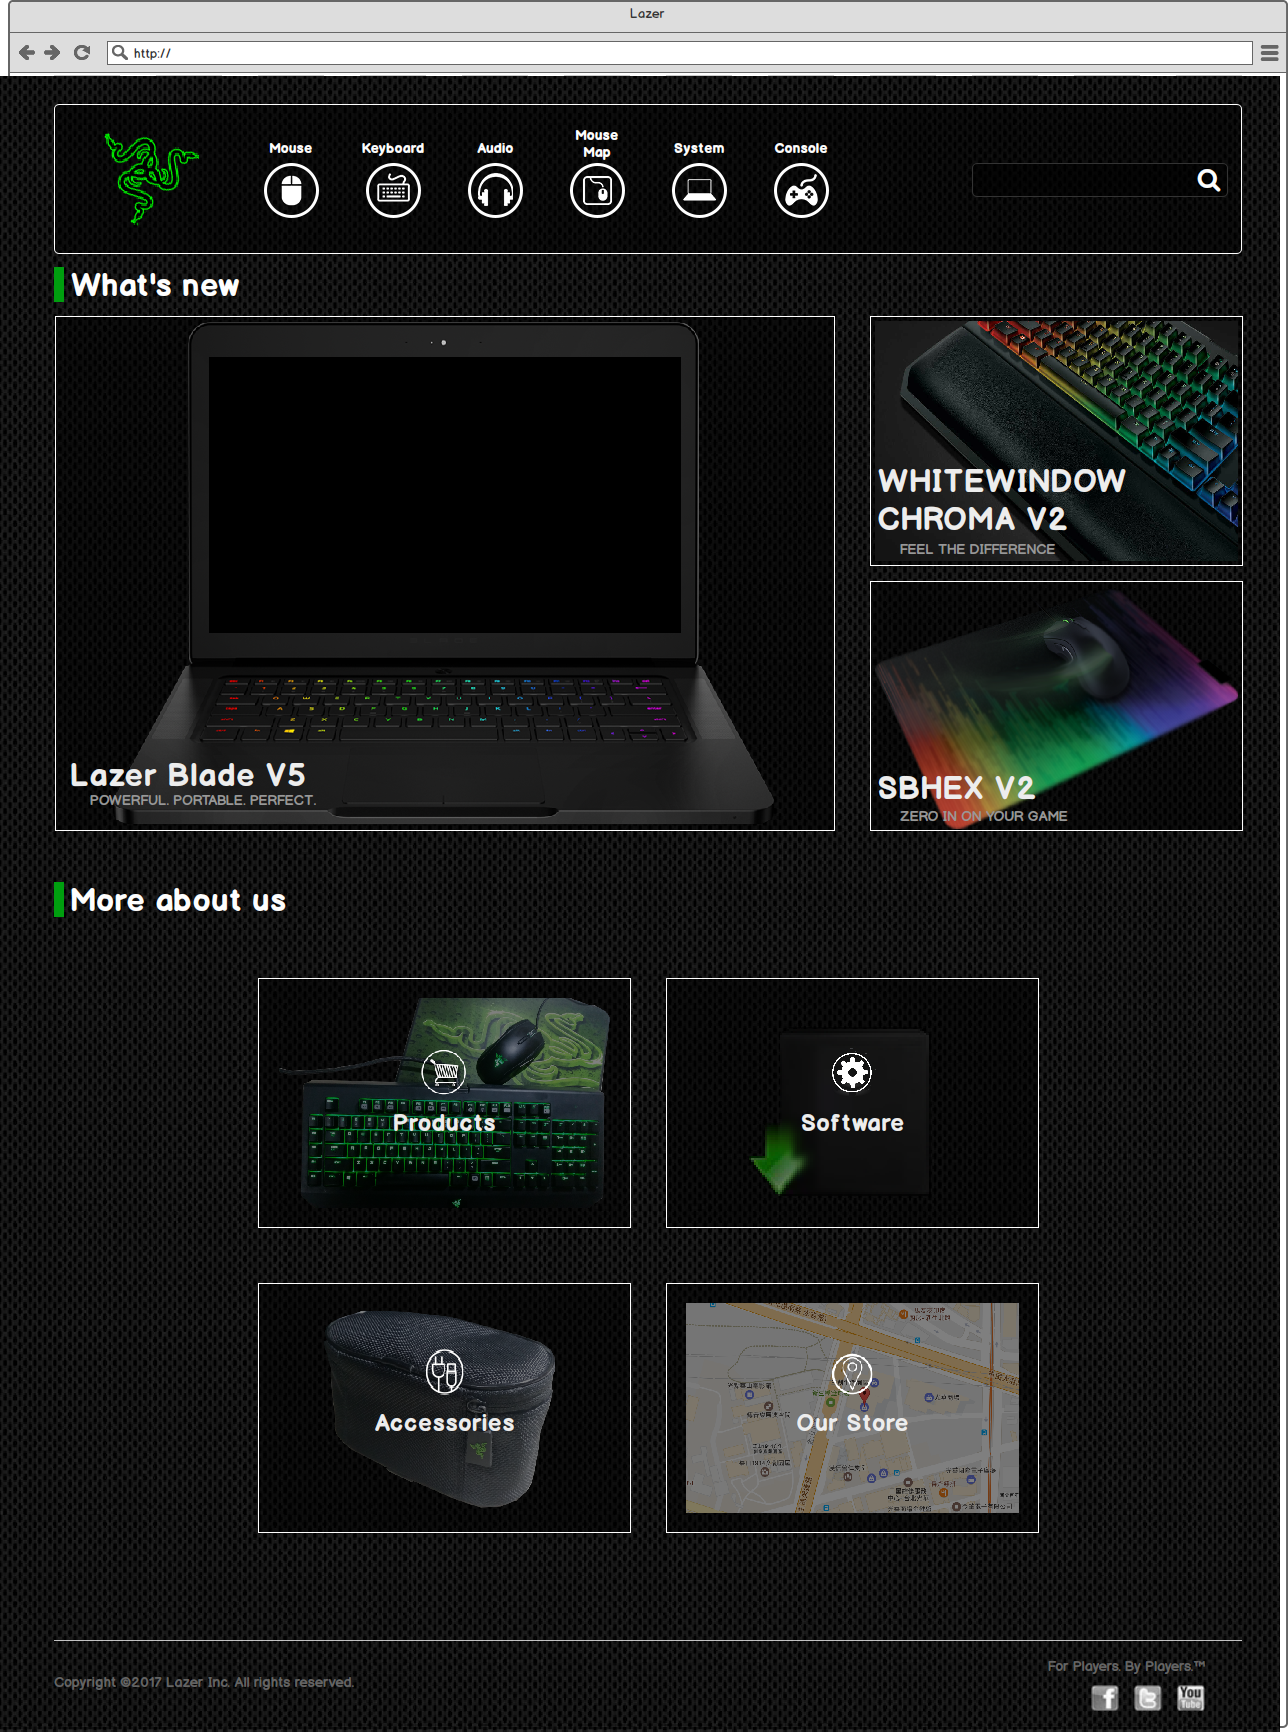 Lazer
http://
Mouse
Keyboard
Audio
Mouse
Map
System
Console
What's new
WHITEWINDOW
CHROMA V2
FEEL THE DIFFERENCE
Lazer Blade V5
POWERFUL. PORTABLE. PERFECT.
SBHEX V2
ZERO IN ON YOUR GAME
More about us
Products
Software
Accessories
Our Store
For Players. By Players.™
Copyright ©2017 Lazer Inc. All rights reserved.
You
Tube